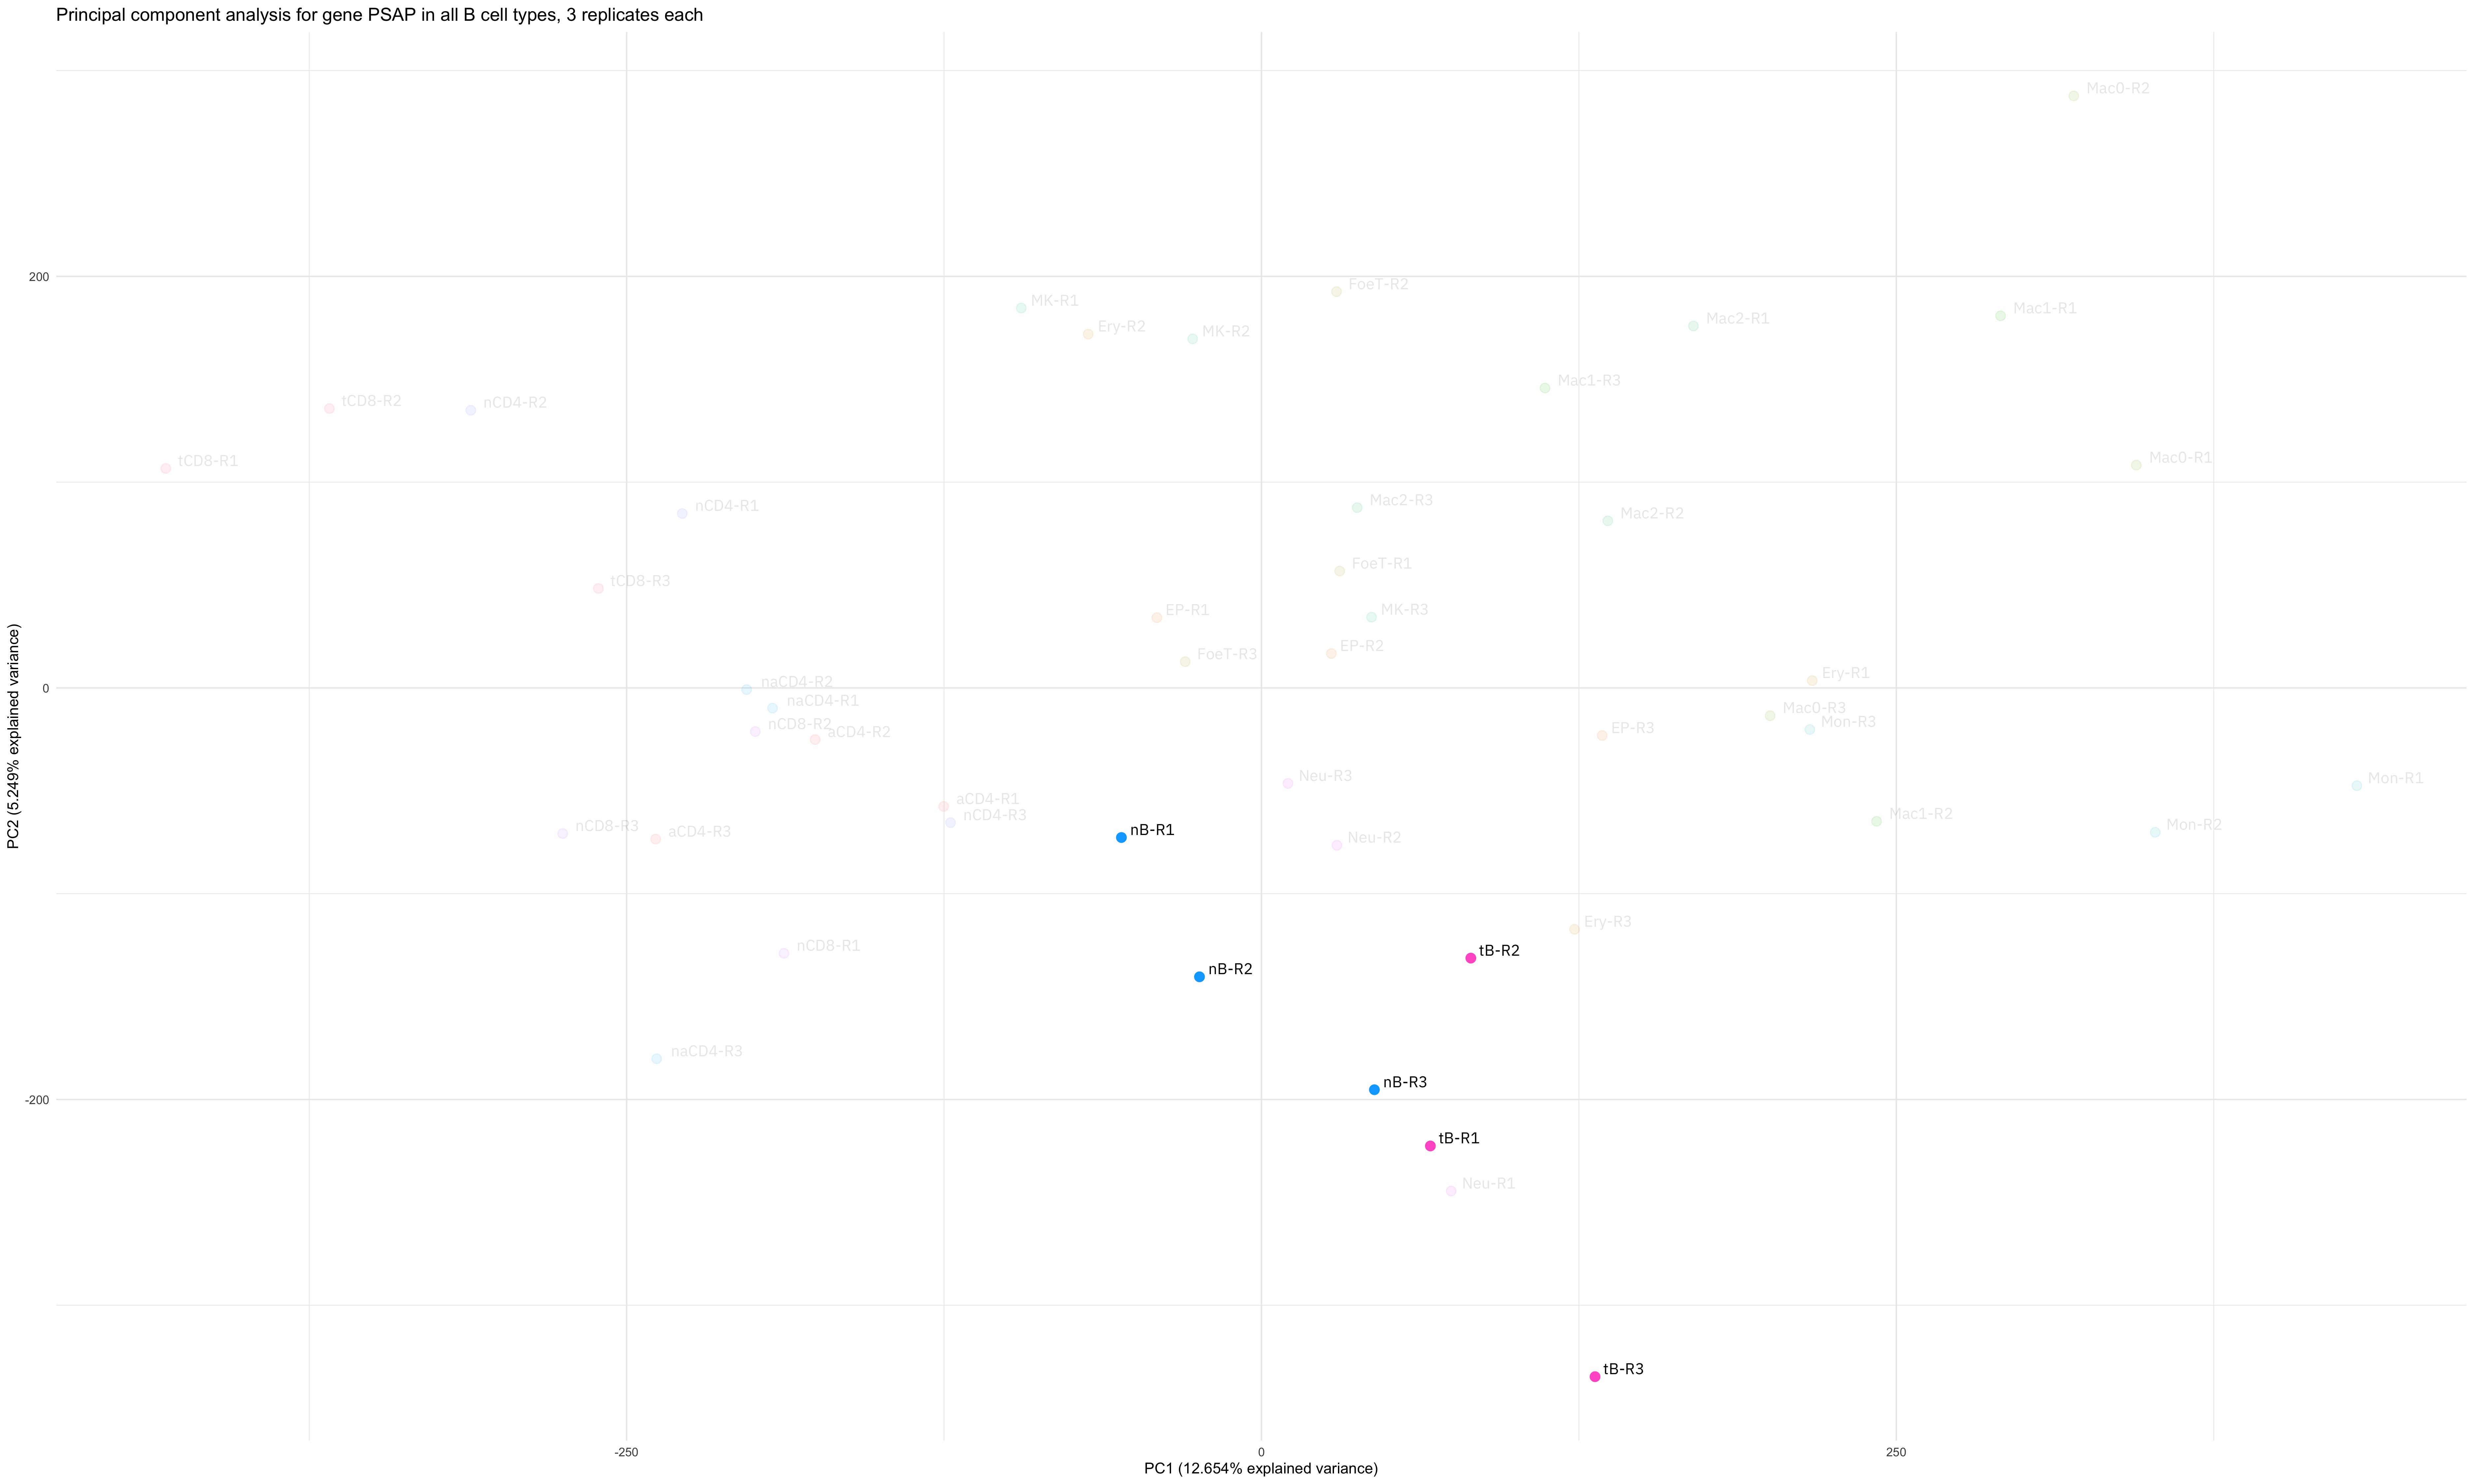 Principal component analysis for gene PSAP in all B cell types, 3 replicates each
Mac0-R2
200
FoeT-R2
MK-R1
Mac1-R1
Mac2-R1
Ery-R2
MK-R2
Mac1-R3
tCD8-R2
nCD4-R2
Mac0-R1
tCD8-R1
Mac2-R3
nCD4-R1
Mac2-R2
FoeT-R1
tCD8-R3
EP-R1
MK-R3
EP-R2
FoeT-R3
Ery-R1
naCD4-R2
0
naCD4-R1
Mac0-R3
Mon-R3
nCD8-R2
EP-R3
aCD4-R2
Neu-R3
Mon-R1
aCD4-R1
Mac1-R2
nCD4-R3
Mon-R2
nCD8-R3
nB-R1
aCD4-R3
Neu-R2
PC2 (5.249% explained variance)
Ery-R3
nCD8-R1
tB-R2
nB-R2
naCD4-R3
nB-R3
-200
tB-R1
Neu-R1
tB-R3
-250
0
250
PC1 (12.654% explained variance)